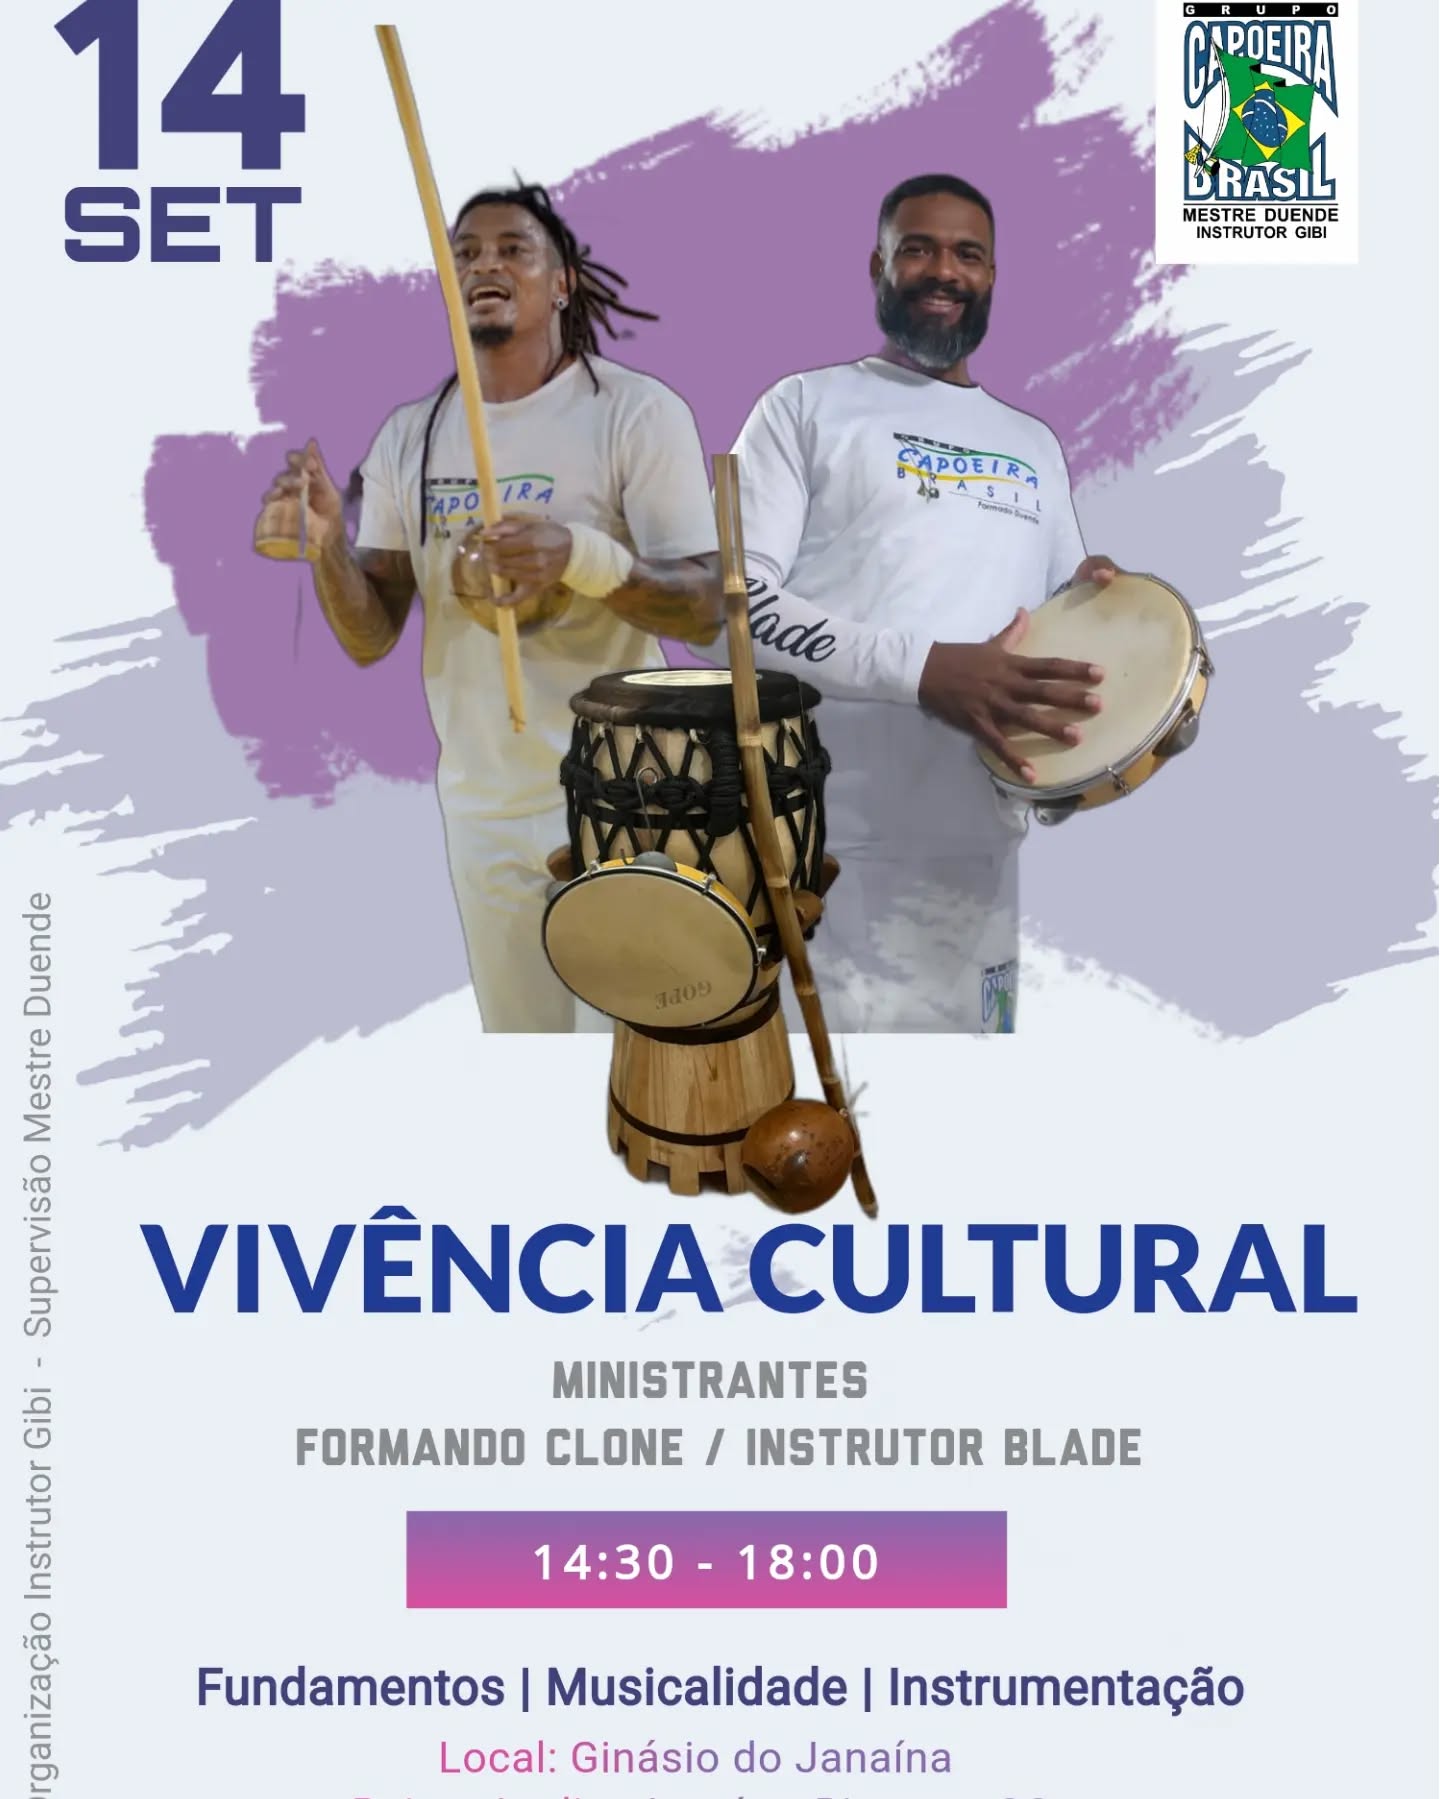 14
SET
GRUPO
CAPOEIRA
BRASIL
MESTRE DUENDE
INSTRUTOR GIBI
GRUPO
CAPOEIRA
BRASIL
Formado Duende
Blade
GOPE
VIVÊNCIA CULTURAL
MINISTRANTES
FORMANDO CLONE / INSTRUTOR BLADE
14:30 - 18:00
Fundamentos | Musicalidade | Instrumentação
Local: Ginásio do Janaína
Organização Instrutor Gibi - Supervisão Mestre Duende